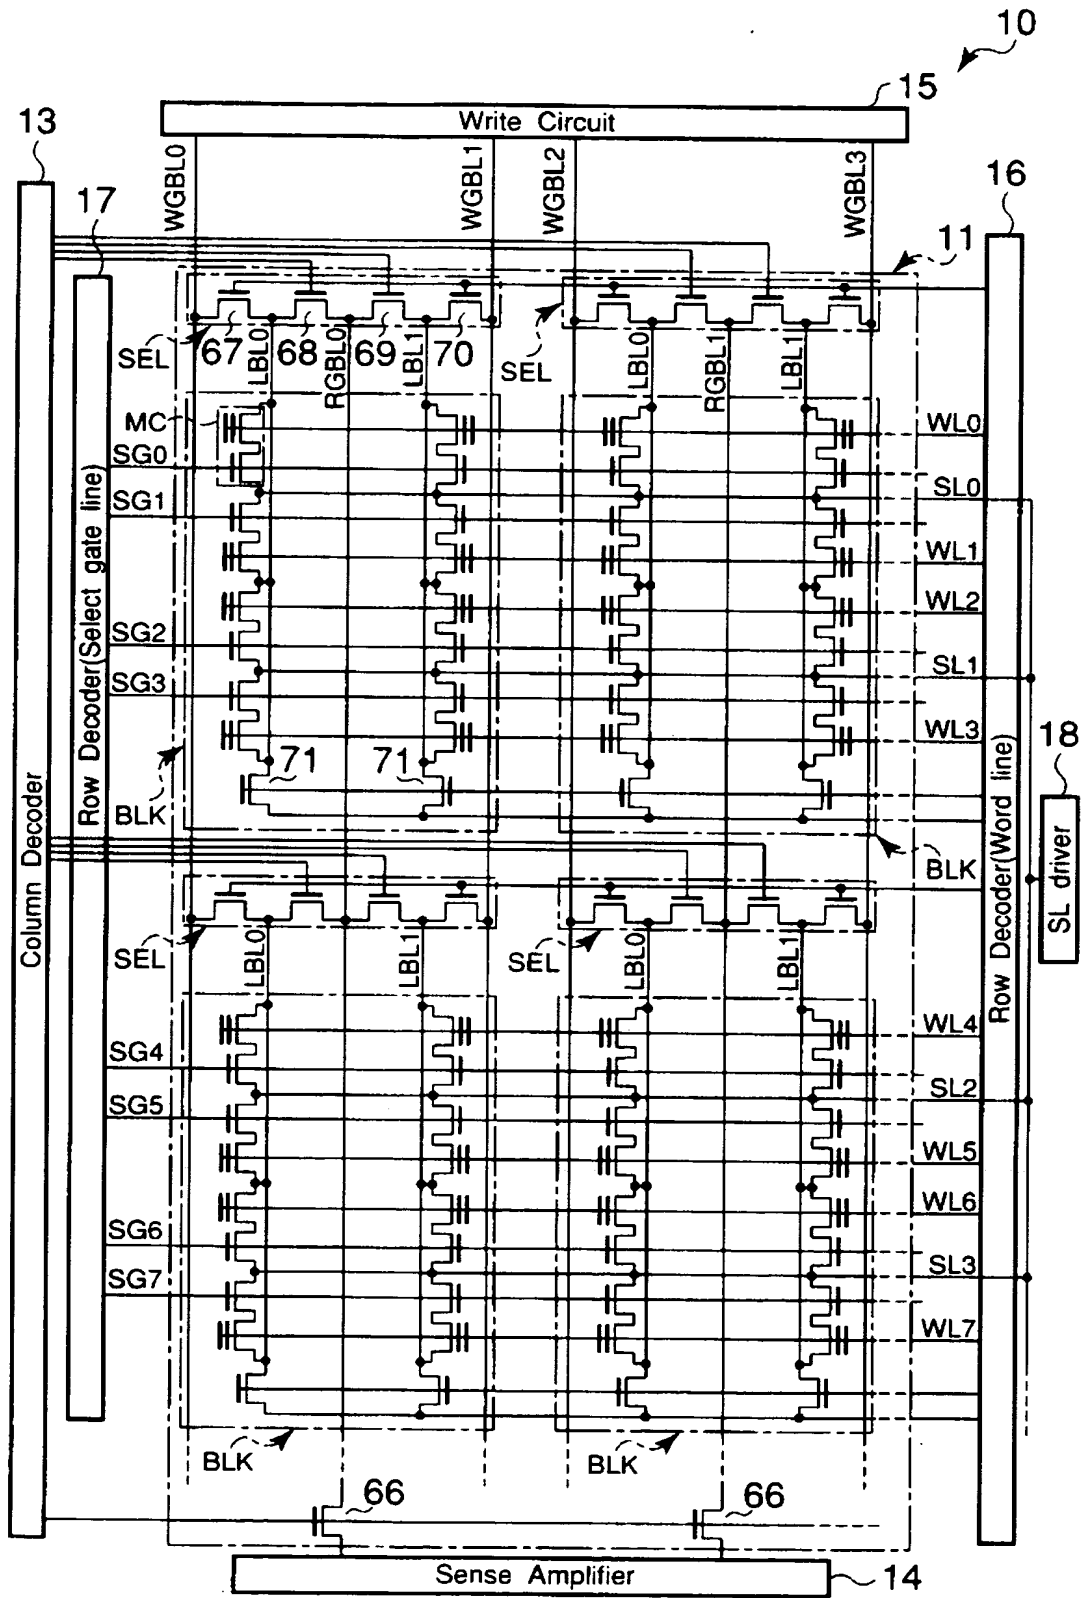 10
15
13
Write Circuit
WGBL0
WGBL1
WGBL2
WGBL3
17
16
11
SEL
67
68
69
70
SEL
LBL0
RGBL0
LBL1
LBL0
RGBL1
LBL1
MC
WL0
SG0
SL0
SG1
WL1
WL2
SG2
SL1
SG3
WL3
71
71
18
BLK
BLK
Column Decoder
Row Decoder(Select gate line)
Row Decoder(Word line)
SL driver
SEL
LBL0
LBL1
SEL
LBL0
LBL1
WL4
SG4
SL2
SG5
WL5
WL6
SG6
SL3
SG7
WL7
BLK
BLK
66
66
Sense Amplifier
14